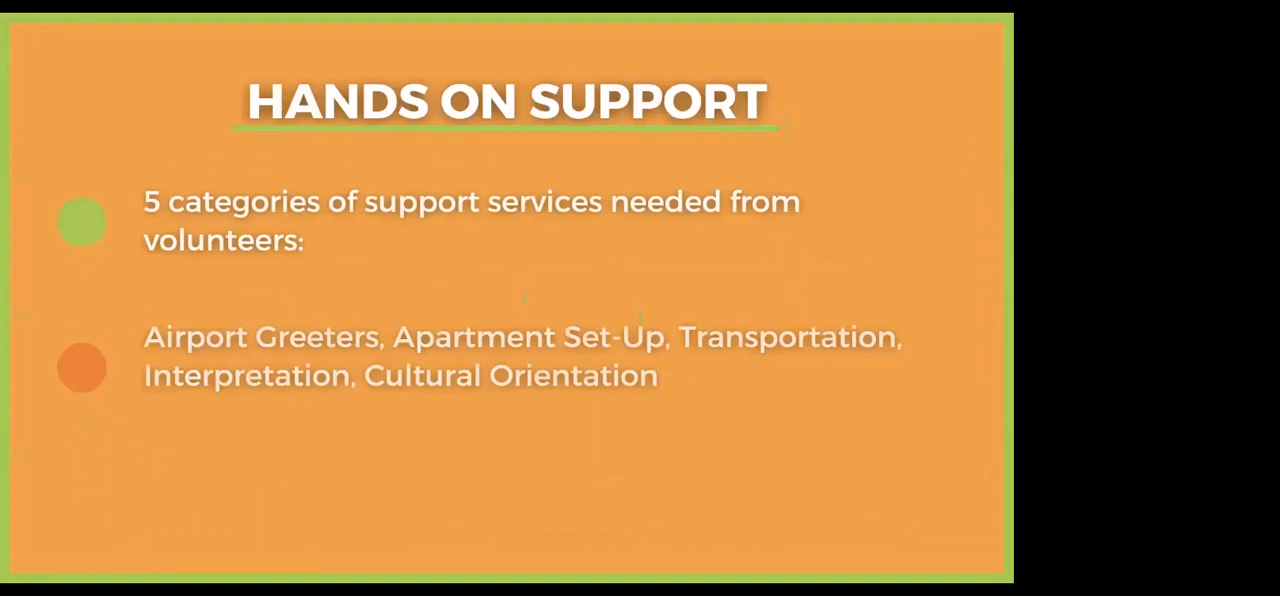 HANDS ON SUPPORT
5 categories of support services needed from
volunteers:
Airport Greeters, Apartment Set-Up, Transportation,
Interpretation, Cultural Orientation